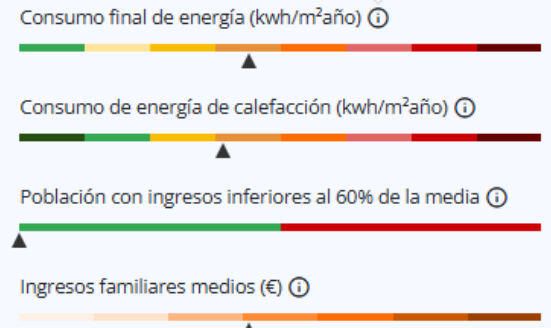 Consumo final de energía (kwh/m²año) ⓘ
Consumo de energía de calefacción (kwh/m²año) ⓘ
Población con ingresos inferiores al 60% de la media ⓘ
Ingresos familiares medios (€) ⓘ